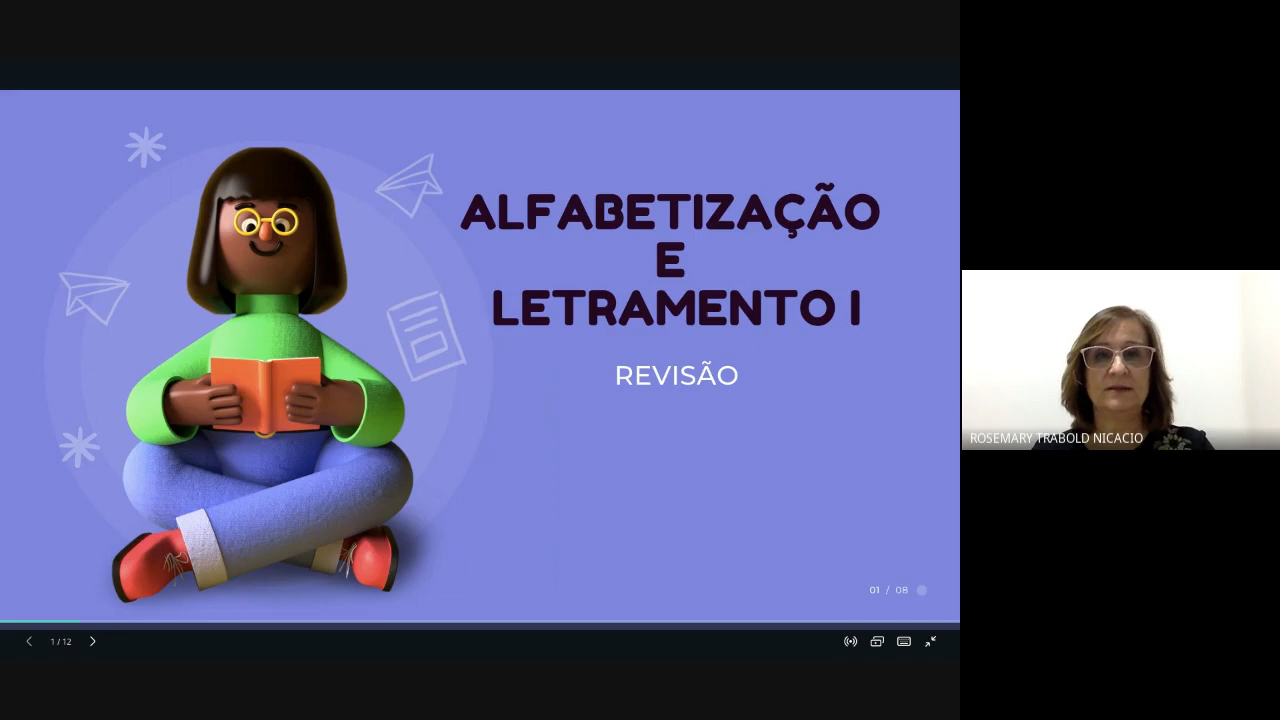 ALFABETIZAÇÃO
E
LETRAMENTO I
REVISÃO
01 / 08
1 / 12
ROSEMARY TRABOLD NICACIO